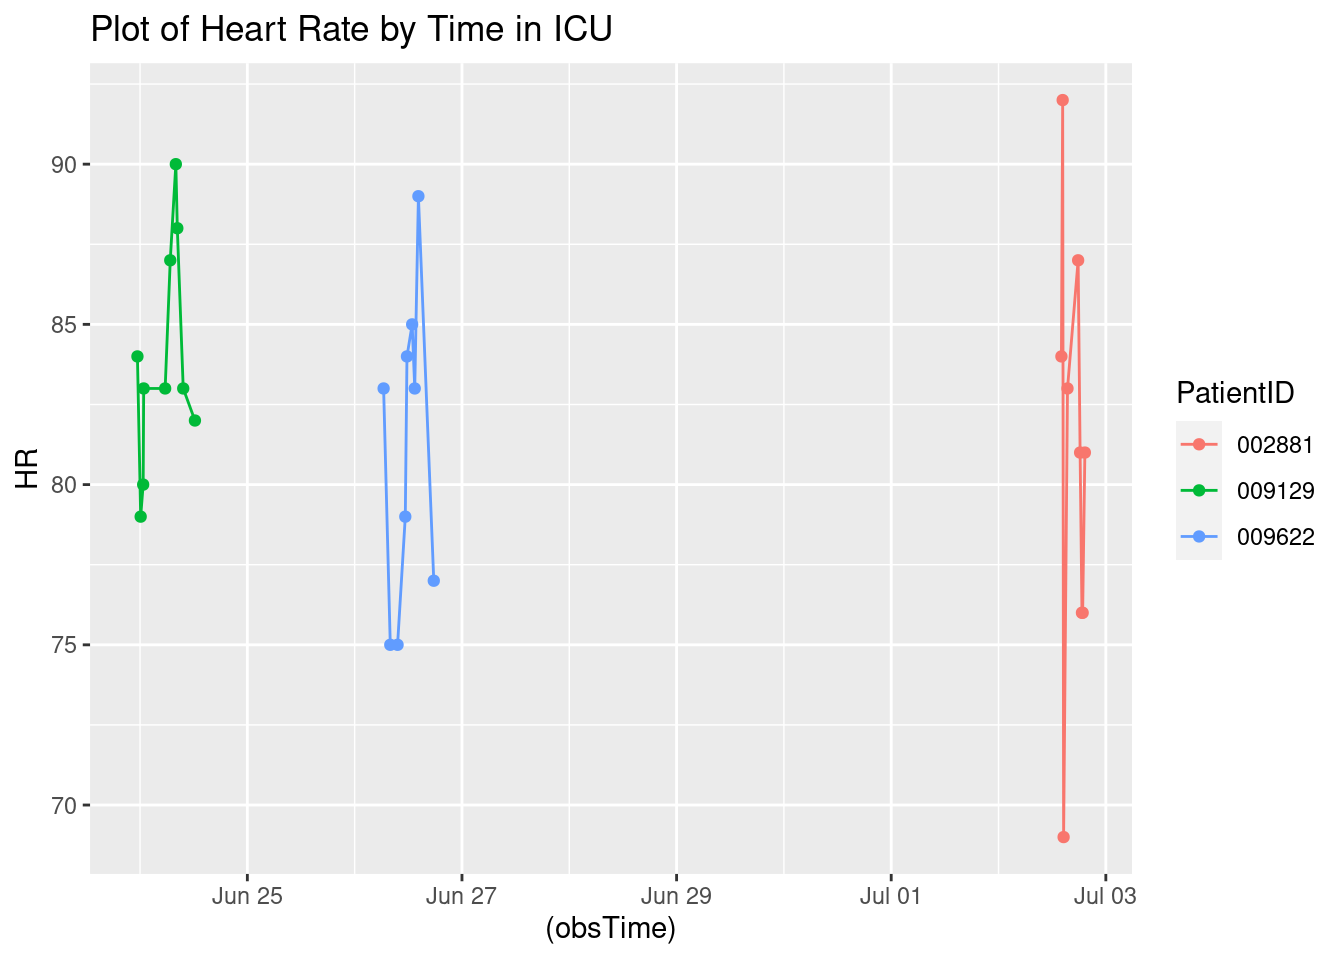 Plot of Heart Rate by Time in ICU
90
85
80
75
70
HR
Jun 25
Jun 27
Jun 29
Jul 01
Jul 03
(obsTime)
PatientID
002881
009129
009622